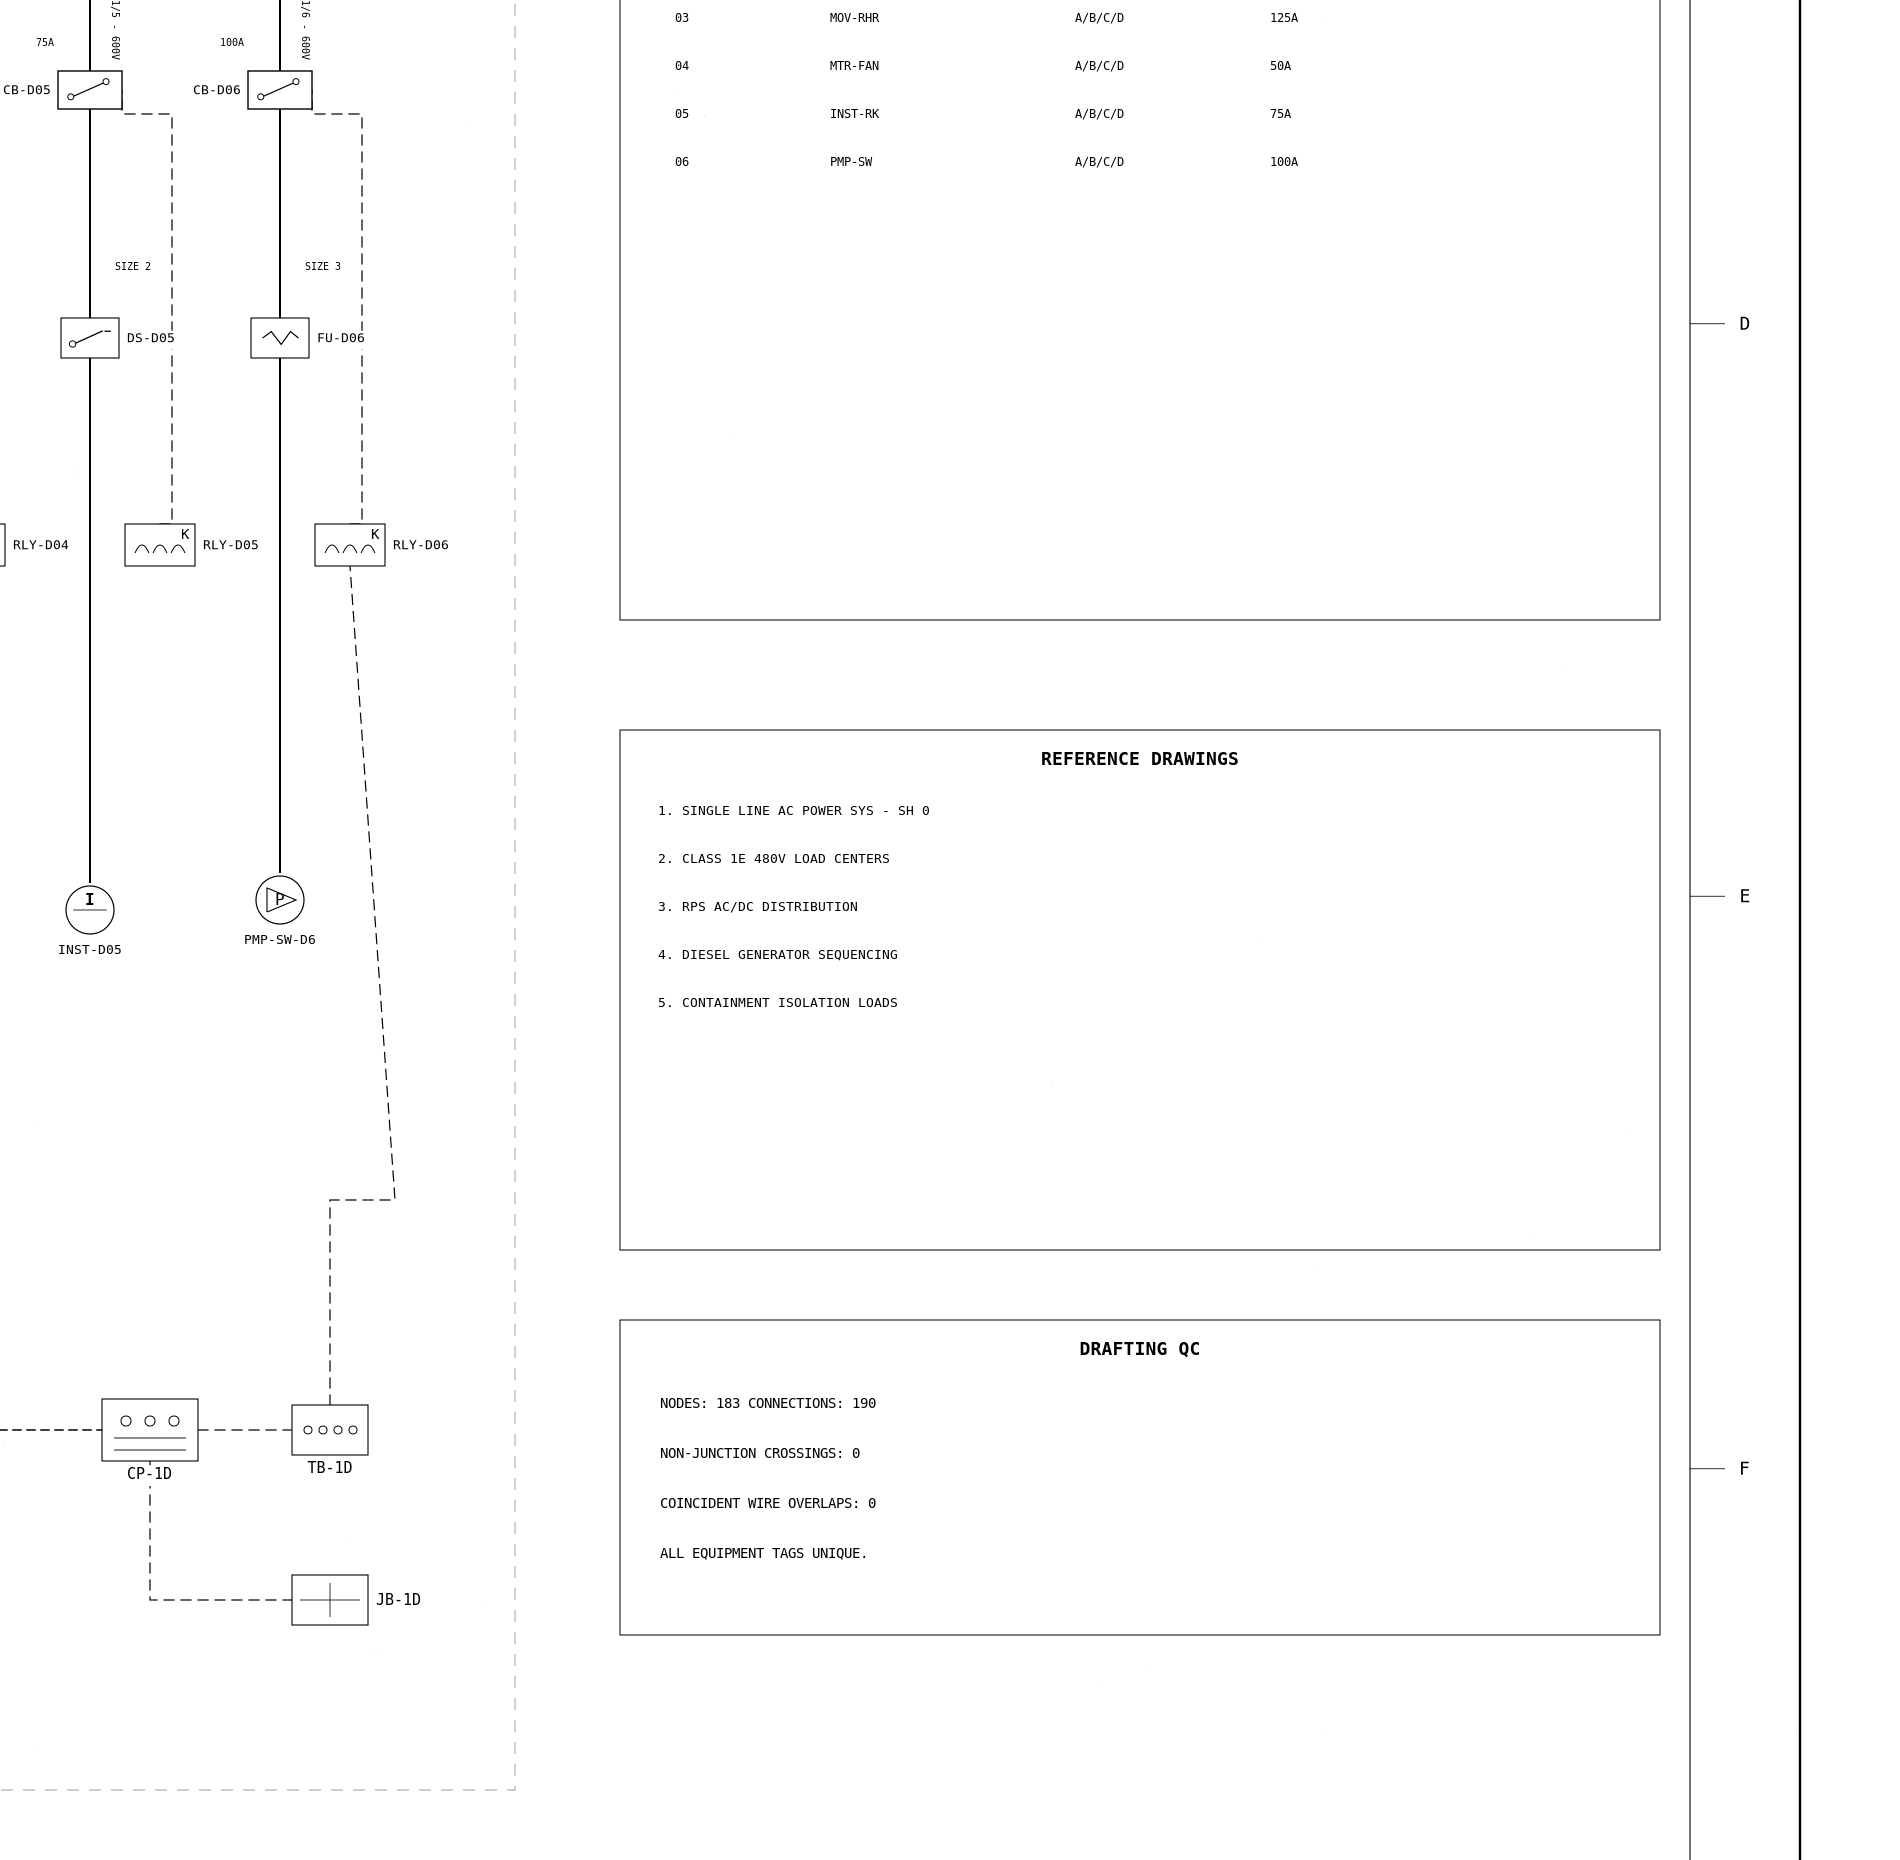 1/5 - 600V
1/6 - 600V
75A
100A
CB-D05
CB-D06
SIZE 2
SIZE 3
DS-D05
FU-D06
RLY-D04
K
RLY-D05
K
RLY-D06
I
INST-D05
P
PMP-SW-D6
CP-1D
TB-1D
JB-1D
03 MOV-RHR A/B/C/D 125A
04 MTR-FAN A/B/C/D 50A
05 INST-RK A/B/C/D 75A
06 PMP-SW A/B/C/D 100A
REFERENCE DRAWINGS
1. SINGLE LINE AC POWER SYS - SH 0
2. CLASS 1E 480V LOAD CENTERS
3. RPS AC/DC DISTRIBUTION
4. DIESEL GENERATOR SEQUENCING
5. CONTAINMENT ISOLATION LOADS
DRAFTING QC
NODES: 183 CONNECTIONS: 190
NON-JUNCTION CROSSINGS: 0
COINCIDENT WIRE OVERLAPS: 0
ALL EQUIPMENT TAGS UNIQUE.
D
E
F